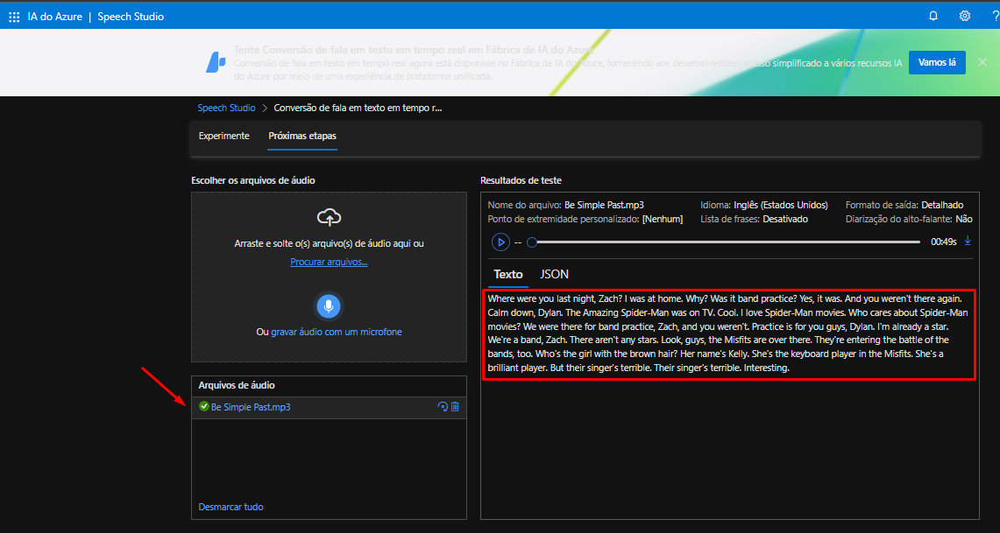 IA do Azure | Speech Studio
Tente Conversão de fala em texto em tempo real em Fábrica de IA do Azure
Conversão de fala em texto em tempo real agora está disponível no Fábrica de IA do Azure, fornecendo aos desenvolvedores acesso simplificado a vários recursos IA
do Azure por meio de uma experiência de plataforma unificada.
Vamos lá
Speech Studio > Conversão de fala em texto em tempo r...
Experimente Próximas etapas
Escolher os arquivos de áudio
Arraste e solte o(s) arquivo(s) de áudio aqui ou
Procurar arquivos...
Ou gravar áudio com um microfone
Arquivos de áudio
Be Simple Past.mp3
Desmarcar tudo
Resultados de teste
Nome do arquivo: Be Simple Past.mp3 Idioma: Inglês (Estados Unidos) Formato de saída: Detalhado
Ponto de extremidade personalizado: [Nenhum] Lista de frases: Desativado Diarização do alto-falante: Não
-- 00:49s
Texto JSON
Where were you last night, Zach? I was at home. Why? Was it band practice? Yes, it was. And you weren't there again.
Calm down, Dylan. The Amazing Spider-Man was on TV. Cool. I love Spider-Man movies. Who cares about Spider-Man
movies? We were there for band practice, Zach, and you weren't. Practice is for you guys, Dylan. I'm already a star.
We're a band, Zach. There aren't any stars. Look, guys, the Misfits are over there. They're entering the battle of the
bands, too. Who's the girl with the brown hair? Her name's Kelly. She's the keyboard player in the Misfits. She's a
brilliant player. But their singer's terrible. Their singer's terrible. Interesting.